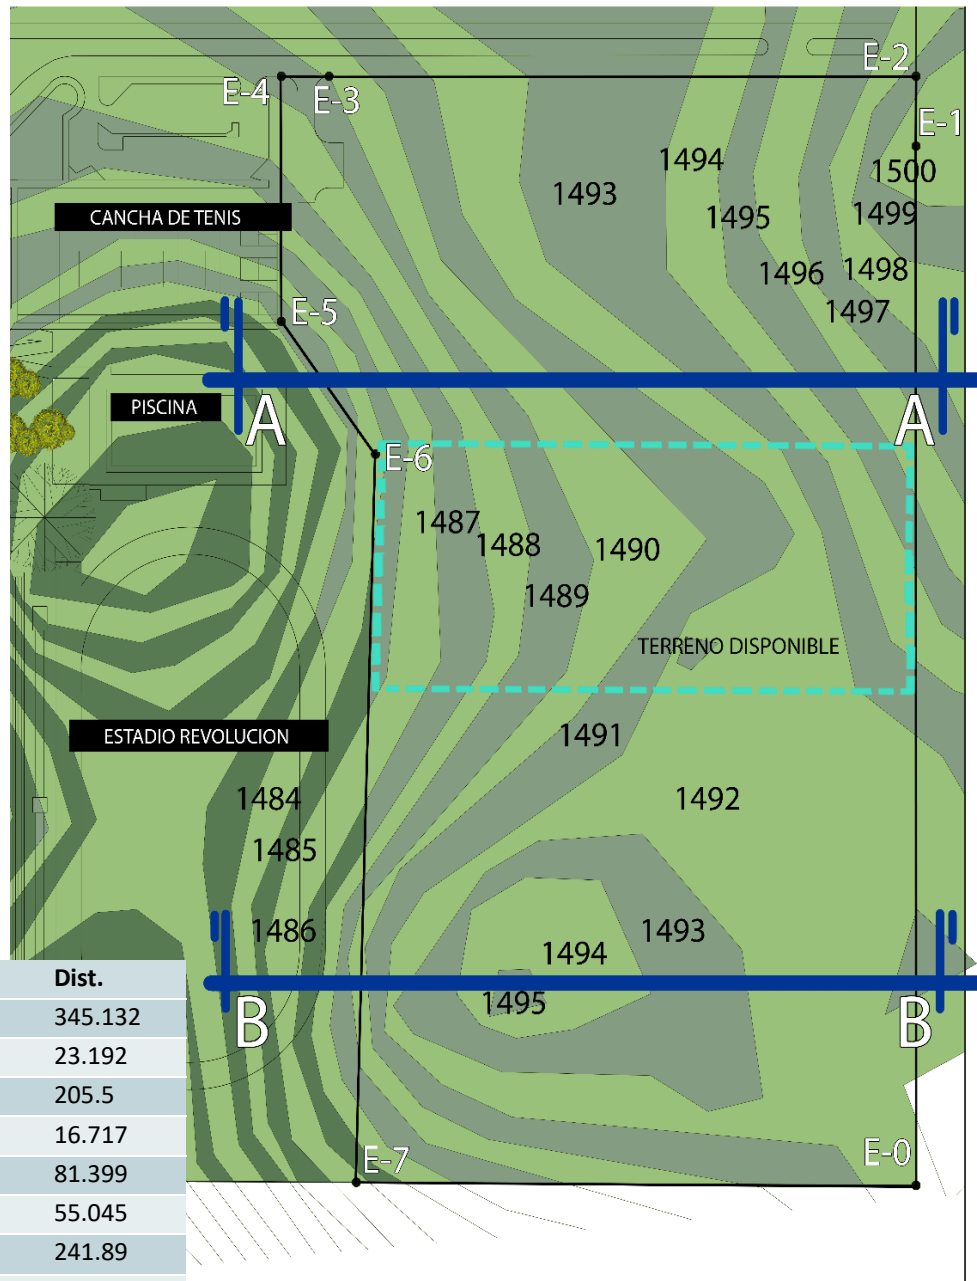 E-2
E-4
E-3
E-1
1494
1500
1493
CANCHA DE TENIS
1495
1499
1496
1498
E-5
1497
PISCINA
A
A
E-6
1487
1488
1490
1489
TERRENO DISPONIBLE
ESTADIO REVOLUCION
1491
1484
1492
1485
1486
1493
1494
1495
B
B
E-7
E-0
Dist.
345.132
23.192
205.5
16.717
81.399
55.045
241.89